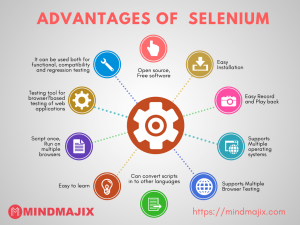 ADVANTAGES OF SELENIUM
It can be used both for
functional, compatibility
and regression testing
Open source,
Free software
Easy
Installation
Testing tool for
browser based
testing of web
applications
Easy Record
and Play back
Script once,
Run on
multiple
browsers
Supports
Multiple
operating
systems
Easy to learn
Can convert scripts
in to other languages
Supports Multiple
Browser Testing
MINDMAJIX
https://mindmajix.com